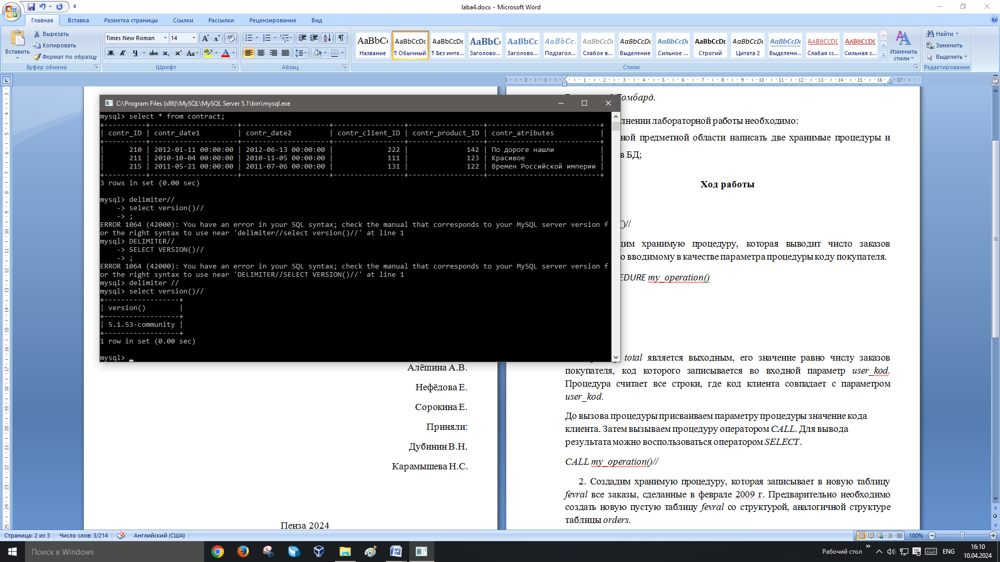 laba4.docx - Microsoft Word
Главная Вставка Разметка страницы Ссылки Рассылки Рецензирование Вид
Вставить
Вырезать
Копировать
Формат по образцу
Буфер обмена
Times New Roman 14
Ж К Ч abc x₂ x² Aa
Шрифт
Абзац
AaBbCc AaBbCcDc AaBbCcDc AaBbC AaBbCc AaBbCc. AaBbCcDc AaBbCcDc AaBbCcDc AaBbCcDc AaBbCcDc AaBbCcDc AABBCCDE AABBCCDE
Название ¶ Обычный ¶ Без инте... Заголово... Заголово... Подзагол... Слабое в... Выделение Сильное ... Строгий Цитата 2 Выделенн... Слабая сс... Сильная с...
Стили
Изменить стили
Найти
Заменить
Выделить
Редактирование
C:\Program Files (x86)\MySQL\MySQL Server 5.1\bin\mysql.exe
mysql> select * from contract;
+----------+---------------------+---------------------+-----------------+------------------+---------------------------+
| contr_ID | contr_date1         | contr_date2         | contr_client_ID | contr_product_ID | contr_atributes           |
+----------+---------------------+---------------------+-----------------+------------------+---------------------------+
|      210 | 2012-01-11 00:00:00 | 2012-06-13 00:00:00 |             222 |              142 | По дороге нашли           |
|      211 | 2010-10-04 00:00:00 | 2010-11-05 00:00:00 |             111 |              123 | Красивое                  |
|      215 | 2011-05-21 00:00:00 | 2011-07-06 00:00:00 |             131 |              122 | Времен Российской империи |
+----------+---------------------+---------------------+-----------------+------------------+---------------------------+
3 rows in set (0.00 sec)
mysql> delimiter//
-> select version()//
-> ;
ERROR 1064 (42000): You have an error in your SQL syntax; check the manual that corresponds to your MySQL server version f
or the right syntax to use near 'delimiter//select version()//' at line 1
mysql> DELIMITER//
-> SELECT VERSION()//
-> ;
ERROR 1064 (42000): You have an error in your SQL syntax; check the manual that corresponds to your MySQL server version f
or the right syntax to use near 'DELIMITER//SELECT VERSION()//' at line 1
mysql> delimiter //
mysql> select version()//
+------------------+
| version()        |
+------------------+
| 5.1.53-community |
+------------------+
1 row in set (0.00 sec)
mysql> _
Алёшина А.В.
Нефёдова Е.
Сорокина Е.
Приняли:
Дубинин В.Н.
Карамышева Н.С.
Пенза 2024
омбард.
лнении лабораторной работы необходимо:
ной предметной области написать две хранимые процедуры и
в БД;
Ход работы
()//
дим хранимую процедуру, которая выводит число заказов
о вводимому в качестве параметра процедуры коду покупателя.
EDURE my_operation()
total является выходным, его значение равно числу заказов
покупателя, код которого записывается во входной параметр user_kod.
Процедура считает все строки, где код клиента совпадает с параметром
user_kod.
До вызова процедуры присваиваем параметру процедуры значение кода
клиента. Затем вызываем процедуру оператором CALL. Для вывода
результата можно воспользоваться оператором SELECT.
CALL my_operation()//
2. Создадим хранимую процедуру, которая записывает в новую таблицу
fevral все заказы, сделанные в феврале 2009 г. Предварительно необходимо
создать новую пустую таблицу fevral со структурой, аналогичной структуре
таблицы orders.
Страница: 2 из 3 Число слов: 3/214 Английский (США) 100%
Поиск в Windows
Рабочий стол ENG 16:10
10.04.2024